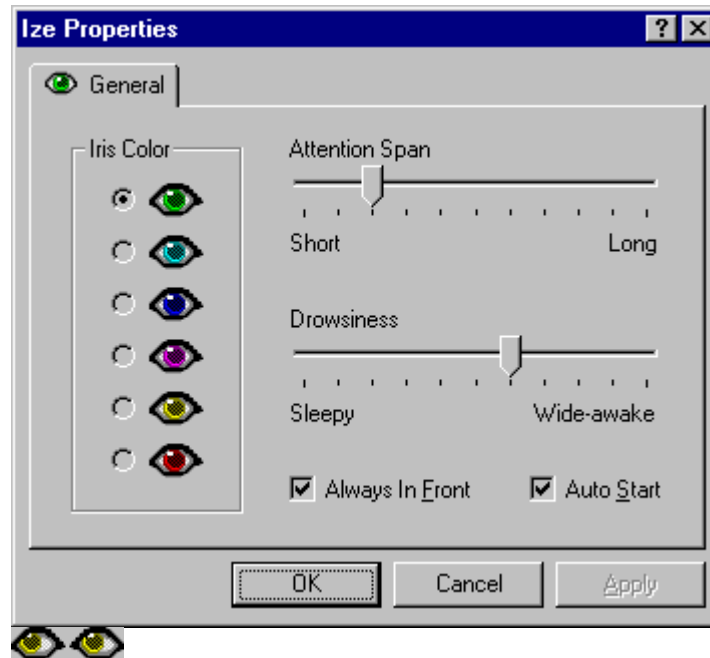 Ize Properties
General
Iris Color
Attention Span
Short Long
Drowsiness
Sleepy Wide-awake
Always In Front Auto Start
OK Cancel Apply